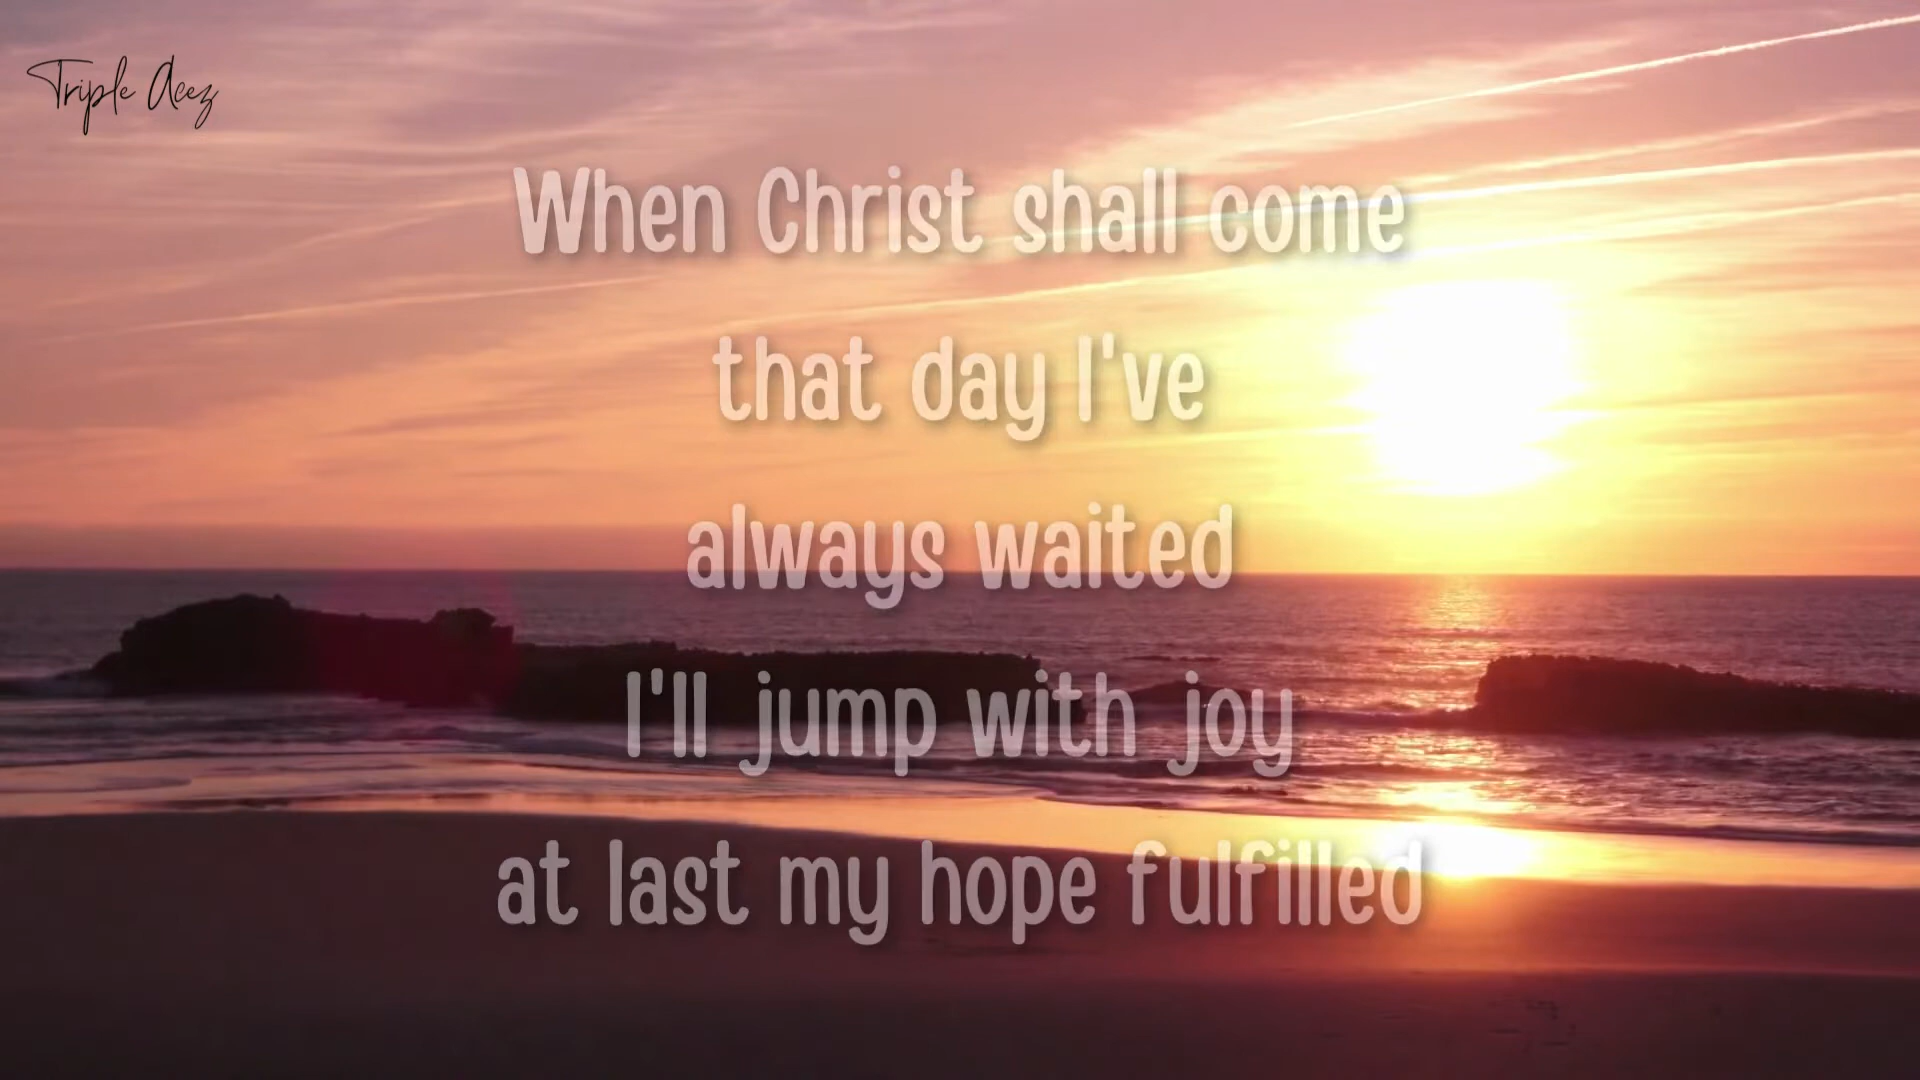 Triple Acez
When Christ shall come
that day I've
always waited
I'll jump with joy
at last my hope fulfilled